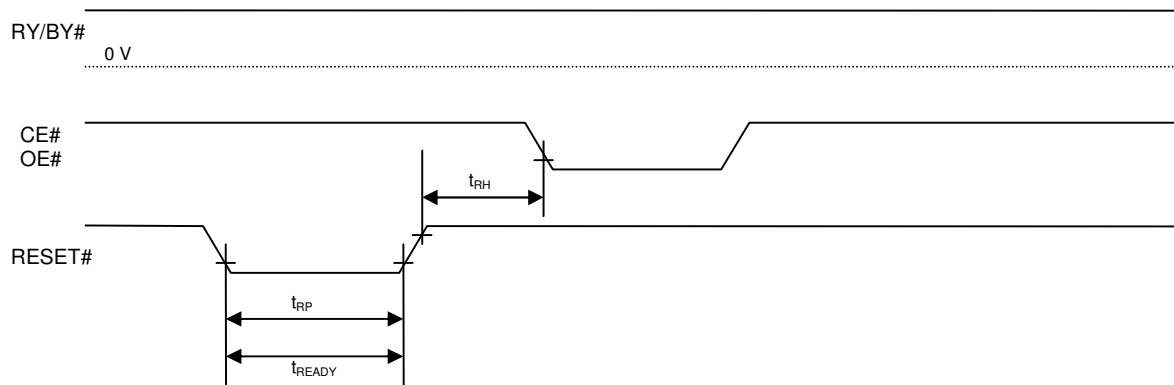 RY/BY#
0 V
CE#
OE#
tRH
RESET#
tRP
tREADY